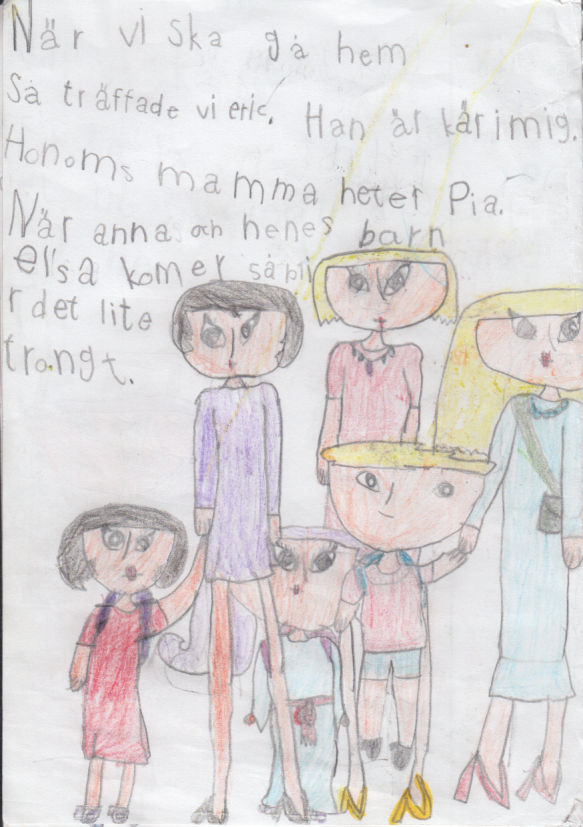 När vi ska gå hem
Så träffade vi eric. Han är kär i mig.
Honoms mamma heter Pia.
När anna och henes barn
elsa komer så bli
r det lite
trongt.